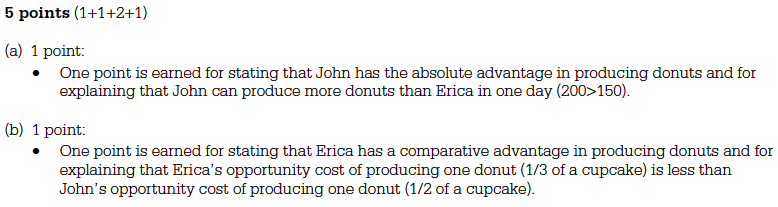 5 points (1+1+2+1)
(a) 1 point:
• One point is earned for stating that John has the absolute advantage in producing donuts and for
explaining that John can produce more donuts than Erica in one day (200>150).
(b) 1 point:
• One point is earned for stating that Erica has a comparative advantage in producing donuts and for
explaining that Erica's opportunity cost of producing one donut (1/3 of a cupcake) is less than
John's opportunity cost of producing one donut (1/2 of a cupcake).